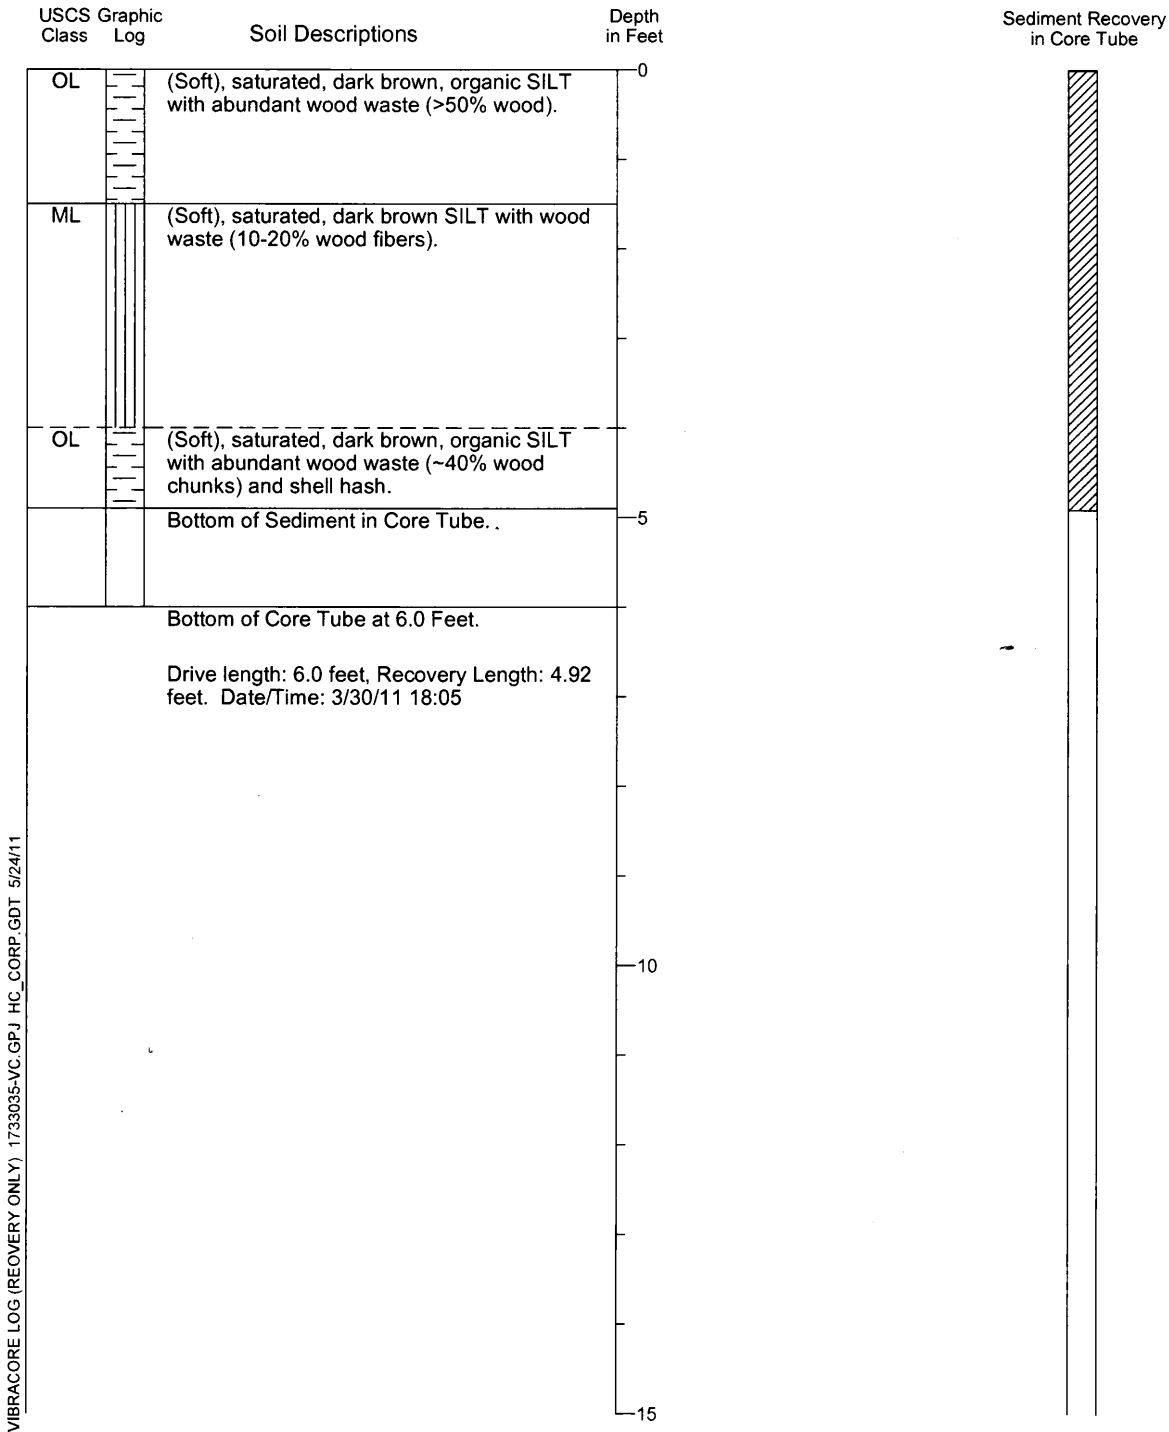 USCS Class
Graphic Log
Soil Descriptions
Depth in Feet
Sediment Recovery in Core Tube
0
OL
(Soft), saturated, dark brown, organic SILT
with abundant wood waste (>50% wood).
ML
(Soft), saturated, dark brown SILT with wood
waste (10-20% wood fibers).
OL
(Soft), saturated, dark brown, organic SILT
with abundant wood waste (~40% wood
chunks) and shell hash.
Bottom of Sediment in Core Tube.
5
Bottom of Core Tube at 6.0 Feet.
Drive length: 6.0 feet, Recovery Length: 4.92
feet. Date/Time: 3/30/11 18:05
10
15
VIBRACORE LOG (REOVERY ONLY) 1733035-VC.GPJ HC_CORP.GDT 5/24/11